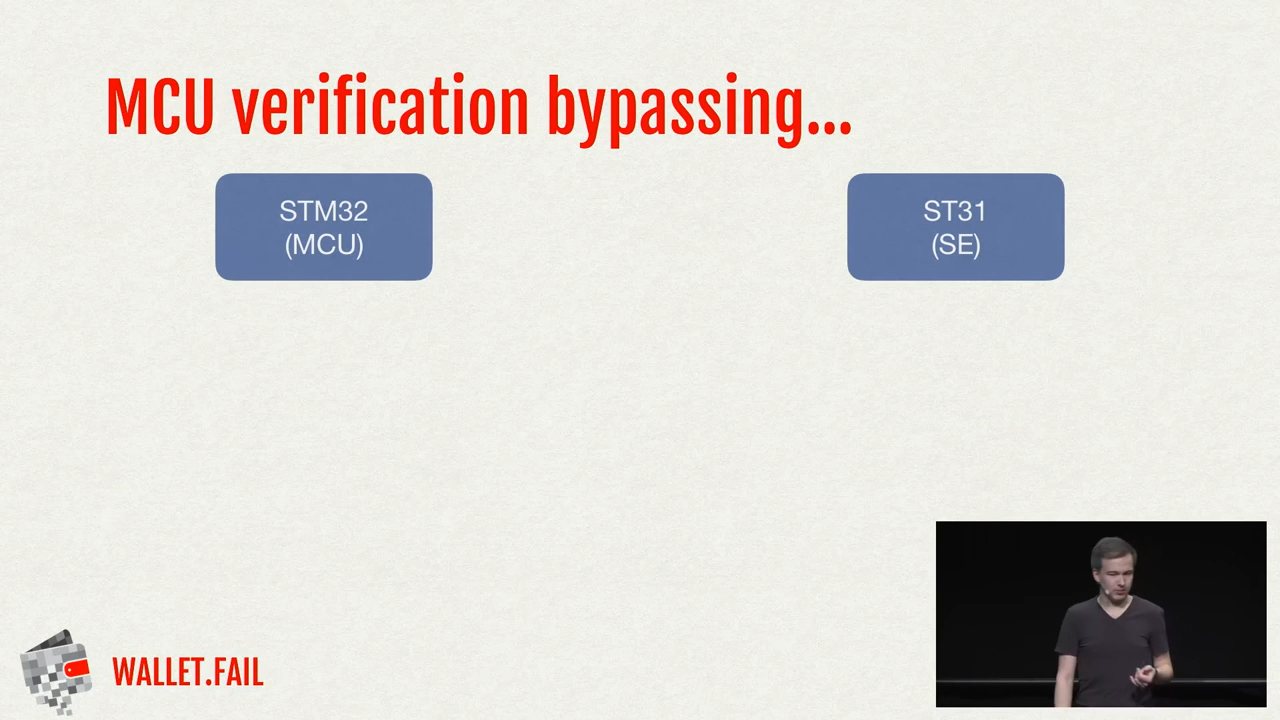 MCU verification bypassing...
STM32
(MCU)
ST31
(SE)
WALLET.FAIL